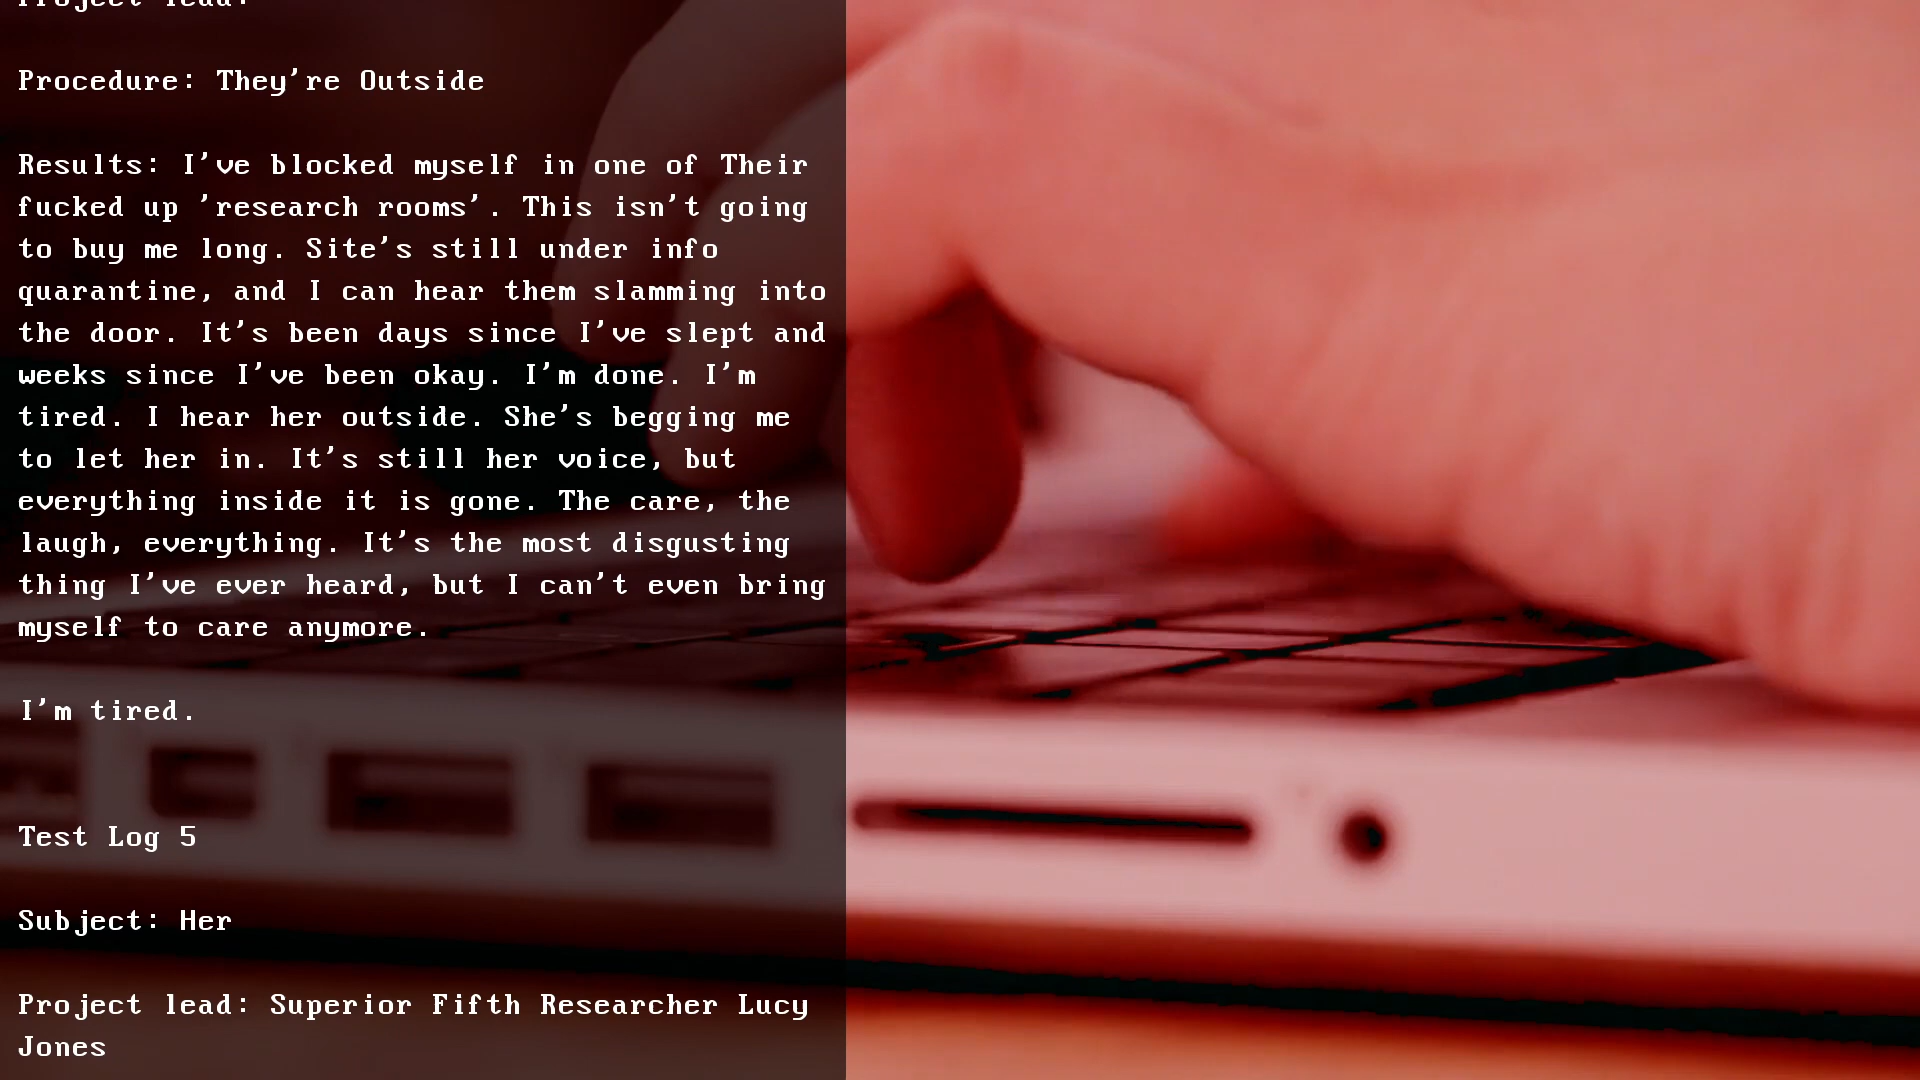 Project lead:
Procedure: They're Outside
Results: I've blocked myself in one of Their
fucked up 'research rooms'. This isn't going
to buy me long. Site's still under info
quarantine, and I can hear them slamming into
the door. It's been days since I've slept and
weeks since I've been okay. I'm done. I'm
tired. I hear her outside. She's begging me
to let her in. It's still her voice, but
everything inside it is gone. The care, the
laugh, everything. It's the most disgusting
thing I've ever heard, but I can't even bring
myself to care anymore.
I'm tired.
Test Log 5
Subject: Her
Project lead: Superior Fifth Researcher Lucy
Jones